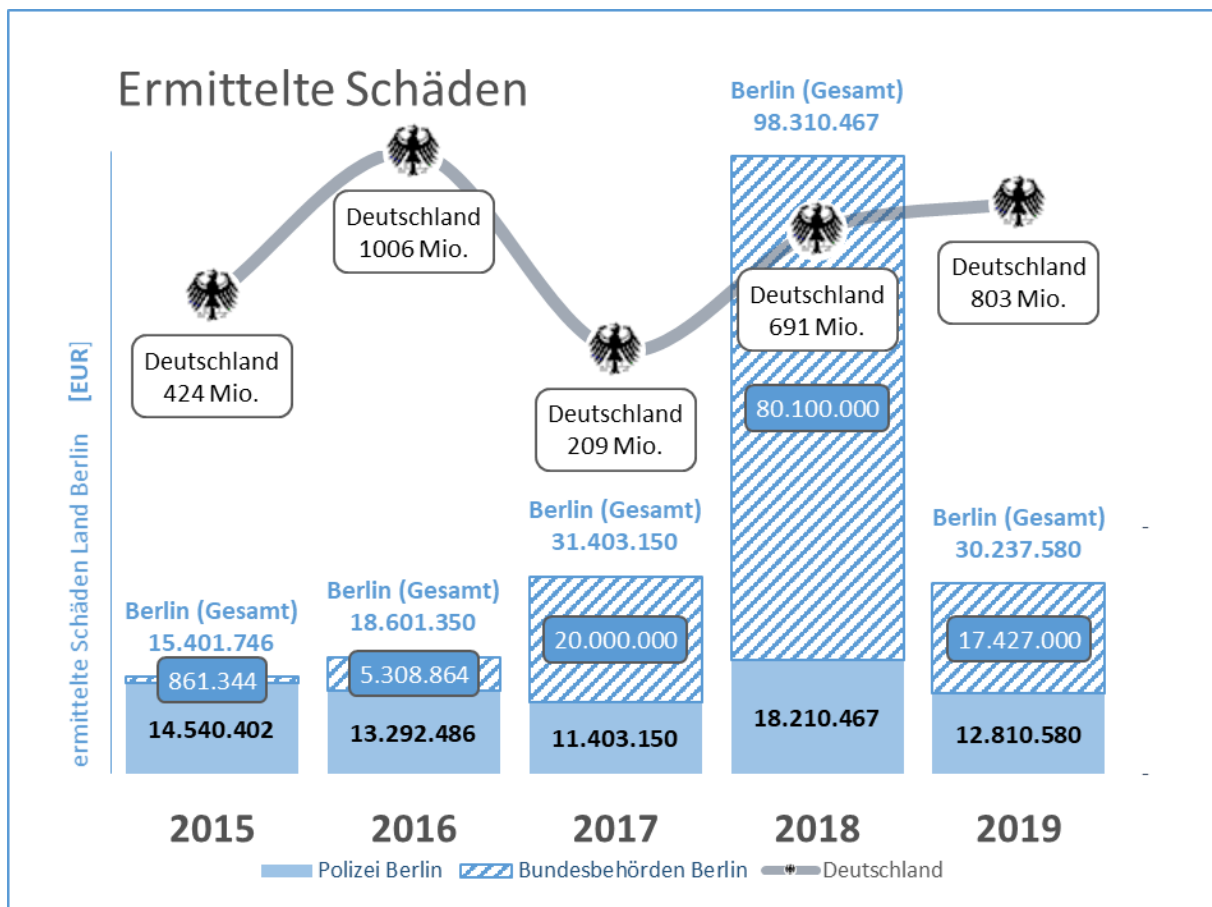 Ermittelte Schäden
ermittelte Schäden Land Berlin [EUR]
Deutschland
424 Mio.
Deutschland
1006 Mio.
Deutschland
209 Mio.
Deutschland
691 Mio.
Deutschland
803 Mio.
Berlin (Gesamt)
15.401.746
861.344
14.540.402
Berlin (Gesamt)
18.601.350
5.308.864
13.292.486
Berlin (Gesamt)
31.403.150
20.000.000
11.403.150
Berlin (Gesamt)
98.310.467
80.100.000
18.210.467
Berlin (Gesamt)
30.237.580
17.427.000
12.810.580
-
-
2015 2016 2017 2018 2019
Polizei Berlin Bundesbehörden Berlin Deutschland